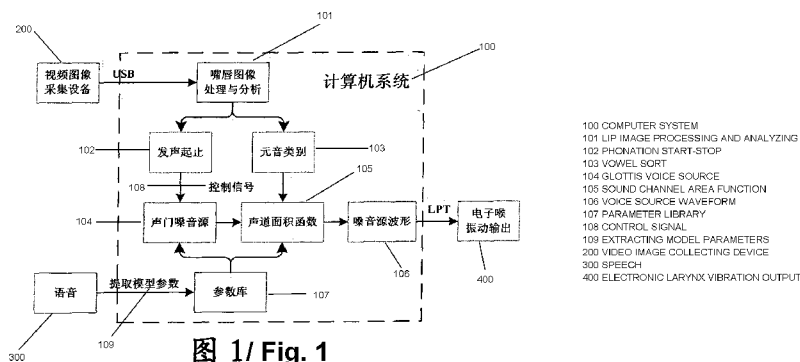 200
101
100
视频图像
采集设备
USB
嘴唇图像
处理与分析
计算机系统
102
发声起止
元音类别
103
108
控制信号
105
104
声门嗓音源
声道面积函数
嗓音源波形
LPT
电子喉
振动输出
106
400
语音
提取模型参数
参数库
107
300
109
图 1/ Fig. 1
100 COMPUTER SYSTEM
101 LIP IMAGE PROCESSING AND ANALYZING
102 PHONATION START-STOP
103 VOWEL SORT
104 GLOTTIS VOICE SOURCE
105 SOUND CHANNEL AREA FUNCTION
106 VOICE SOURCE WAVEFORM
107 PARAMETER LIBRARY
108 CONTROL SIGNAL
109 EXTRACTING MODEL PARAMETERS
200 VIDEO IMAGE COLLECTING DEVICE
300 SPEECH
400 ELECTRONIC LARYNX VIBRATION OUTPUT